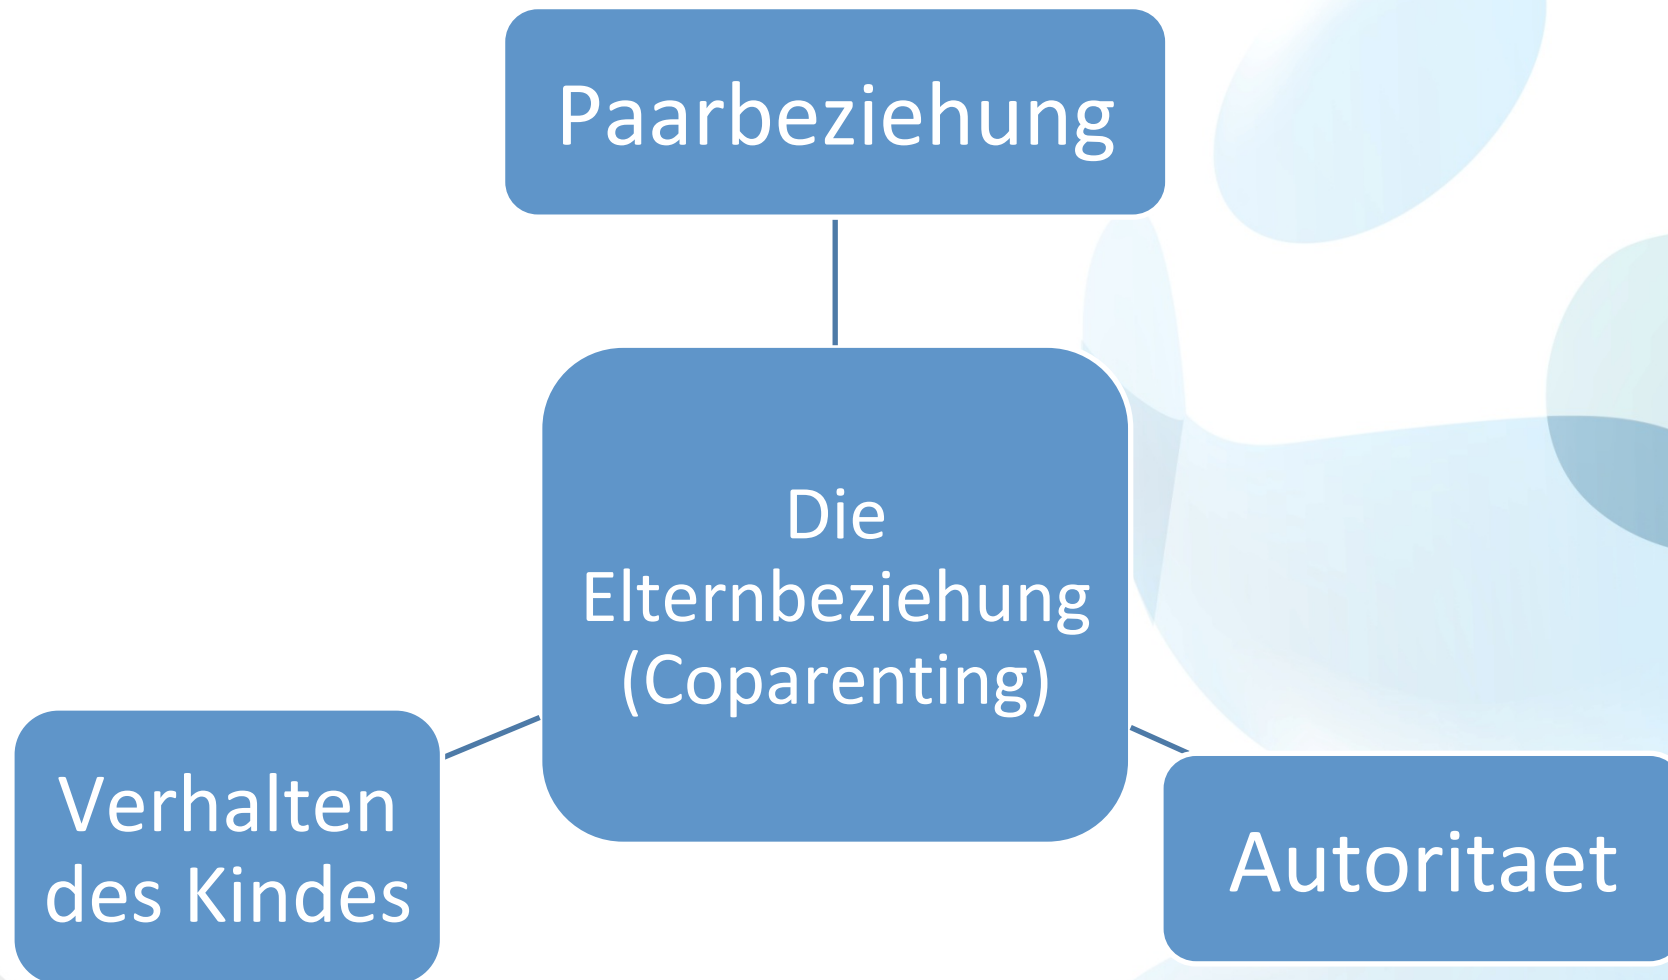 Paarbeziehung
Die
Elternbeziehung
(Coparenting)
Verhalten
des Kindes
Autoritaet